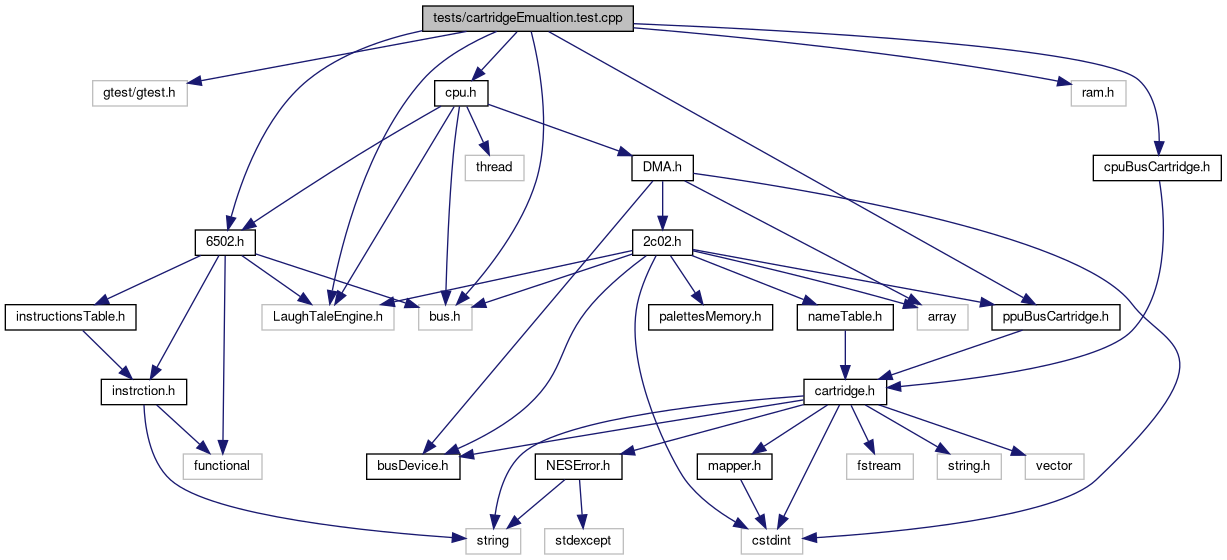 tests/cartridgeEmualtion.test.cpp
gtest/gtest.h
cpu.h
ram.h
thread
DMA.h
cpuBusCartridge.h
6502.h
2c02.h
instructionsTable.h
LaughTaleEngine.h
bus.h
palettesMemory.h
nameTable.h
array
ppuBusCartridge.h
instrction.h
cartridge.h
functional
busDevice.h
NESError.h
mapper.h
fstream
string.h
vector
string
stdexcept
cstdint